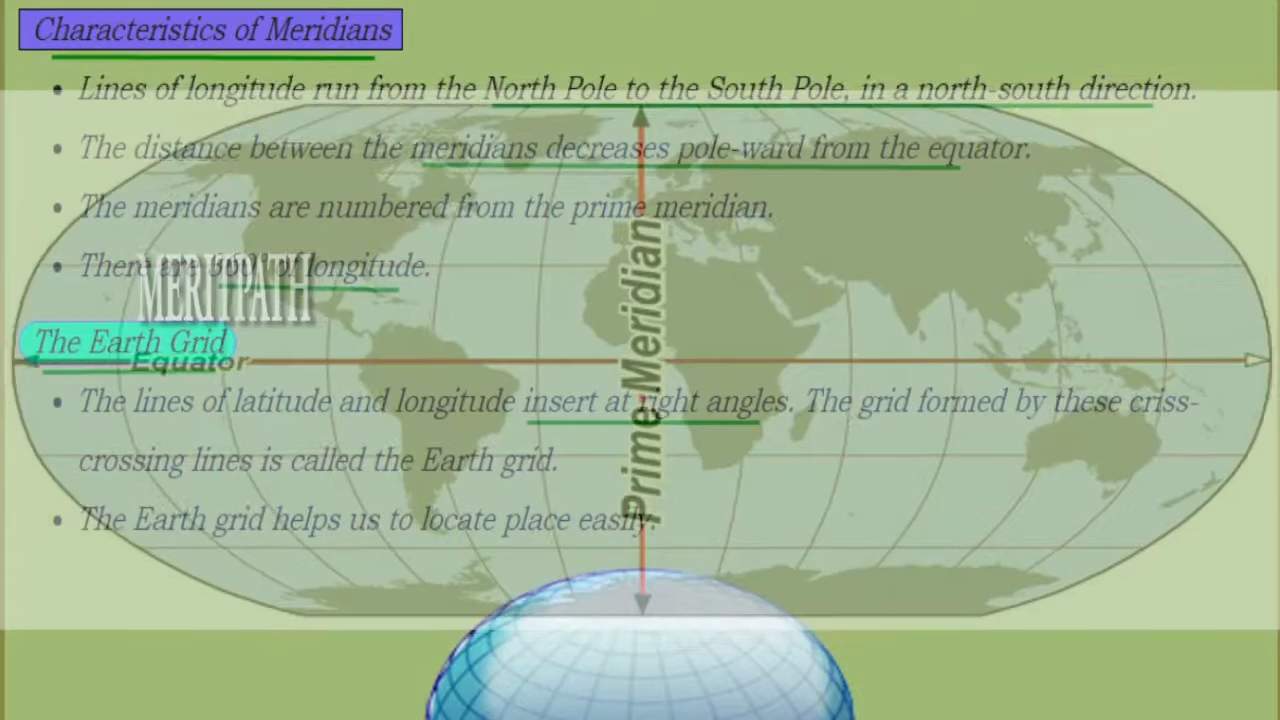 Characteristics of Meridians
• Lines of longitude run from the North Pole to the South Pole, in a north-south direction.
• The distance between the meridians decreases pole-ward from the equator.
• The meridians are numbered from the prime meridian.
• There are 360° of longitude.
MERITPATH
The Earth Grid
Equator
Prime Meridian
• The lines of latitude and longitude insert at right angles. The grid formed by these criss-
crossing lines is called the Earth grid.
• The Earth grid helps us to locate place easily.